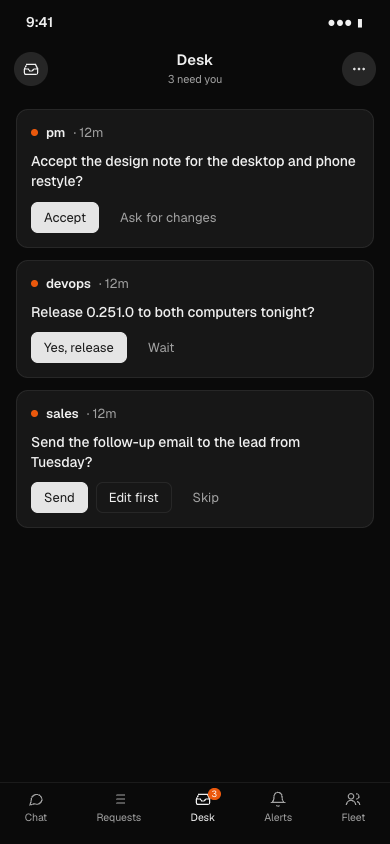 9:41
Desk
3 need you
pm · 12m
Accept the design note for the desktop and phone
restyle?
Accept Ask for changes
devops · 12m
Release 0.251.0 to both computers tonight?
Yes, release Wait
sales · 12m
Send the follow-up email to the lead from
Tuesday?
Send Edit first Skip
3
Chat Requests Desk Alerts Fleet